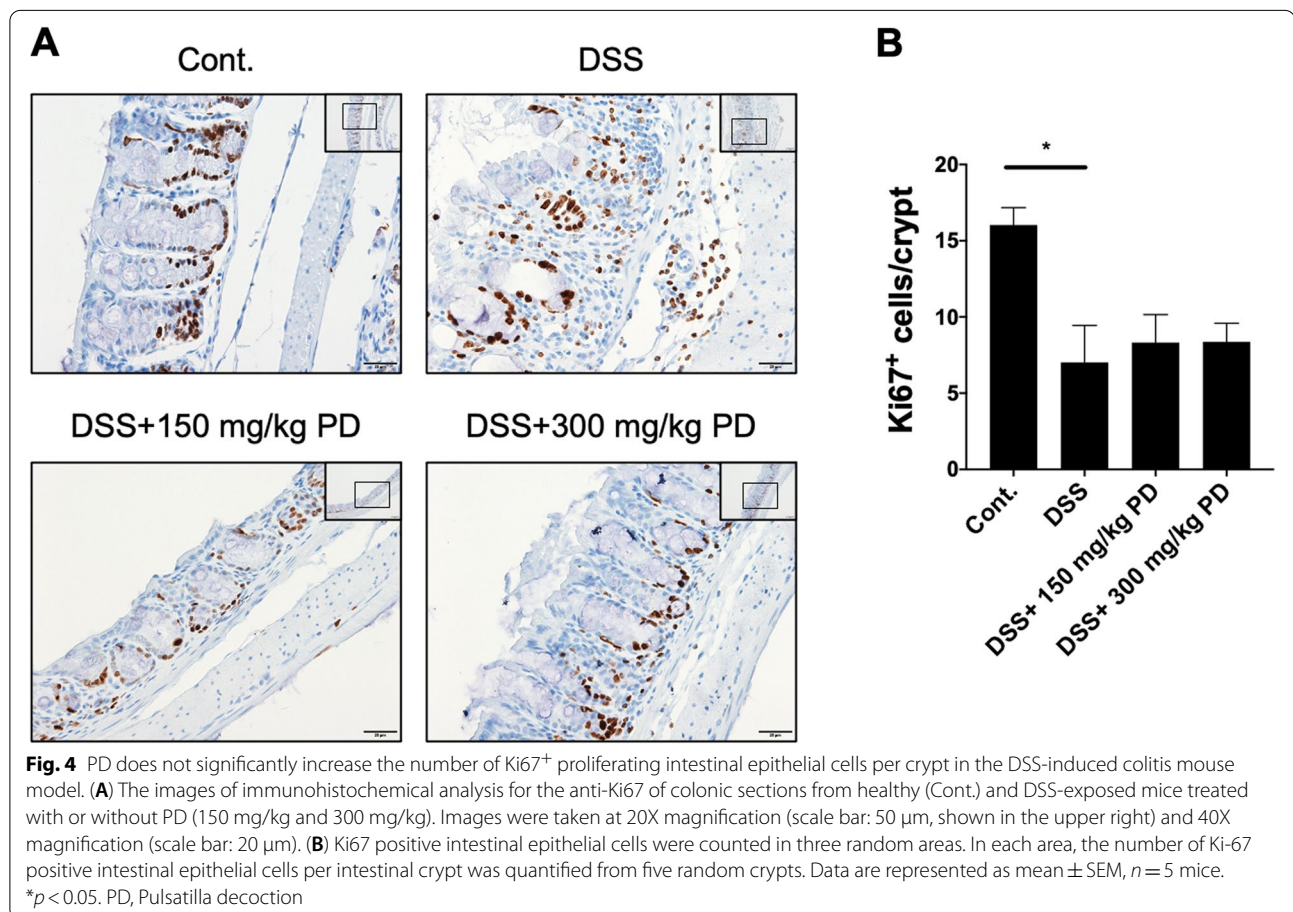 A
Cont.
DSS
DSS+150 mg/kg PD
DSS+300 mg/kg PD
20 µm
20 µm
20 µm
20 µm
B
*
Ki67⁺ cells/crypt
20
15
10
5
0
Cont.
DSS
DSS+ 150 mg/kg PD
DSS+ 300 mg/kg PD
Fig. 4 PD does not significantly increase the number of Ki67⁺ proliferating intestinal epithelial cells per crypt in the DSS-induced colitis mouse
model. (A) The images of immunohistochemical analysis for the anti-Ki67 of colonic sections from healthy (Cont.) and DSS-exposed mice treated
with or without PD (150 mg/kg and 300 mg/kg). Images were taken at 20X magnification (scale bar: 50 µm, shown in the upper right) and 40X
magnification (scale bar: 20 µm). (B) Ki67 positive intestinal epithelial cells were counted in three random areas. In each area, the number of Ki-67
positive intestinal epithelial cells per intestinal crypt was quantified from five random crypts. Data are represented as mean ± SEM, n = 5 mice.
*p < 0.05. PD, Pulsatilla decoction